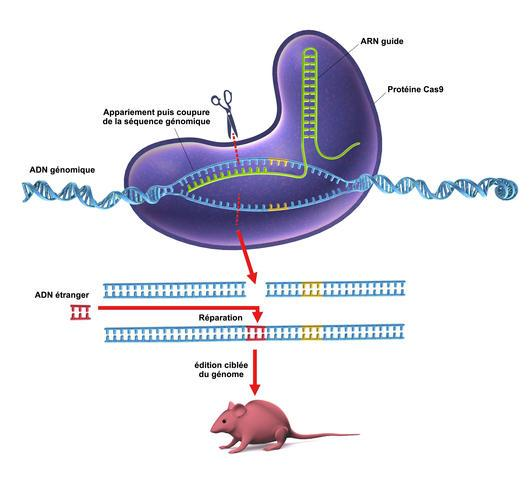 ARN guide
Protéine Cas9
Appariement puis coupure
de la séquence génomique
ADN génomique
ADN étranger
Réparation
édition ciblée
du génome